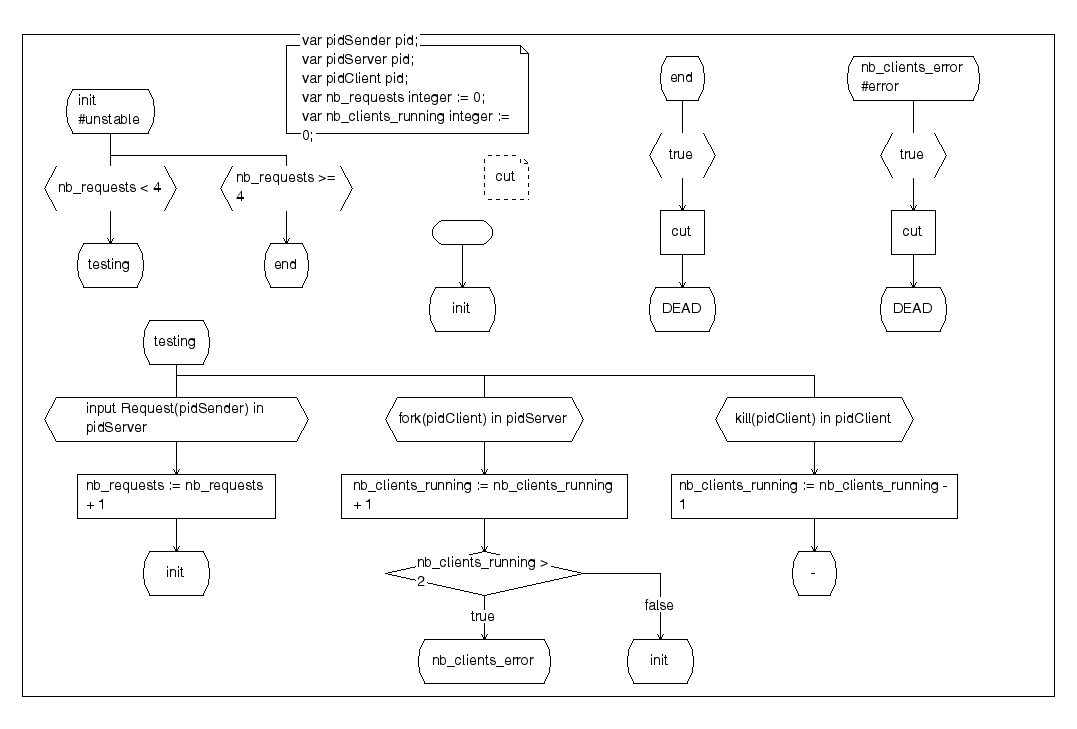 var pidSender pid;
var pidServer pid;
var pidClient pid;
var nb_requests integer := 0;
var nb_clients_running integer :=
0;
init
#unstable
nb_requests < 4
nb_requests >=
4
testing
end
cut
init
end
true
cut
DEAD
nb_clients_error
#error
true
cut
DEAD
testing
input Request(pidSender) in
pidServer
nb_requests := nb_requests
+ 1
init
fork(pidClient) in pidServer
nb_clients_running := nb_clients_running
+ 1
nb_clients_running >
2
true
false
nb_clients_error
init
kill(pidClient) in pidClient
nb_clients_running := nb_clients_running -
1
-